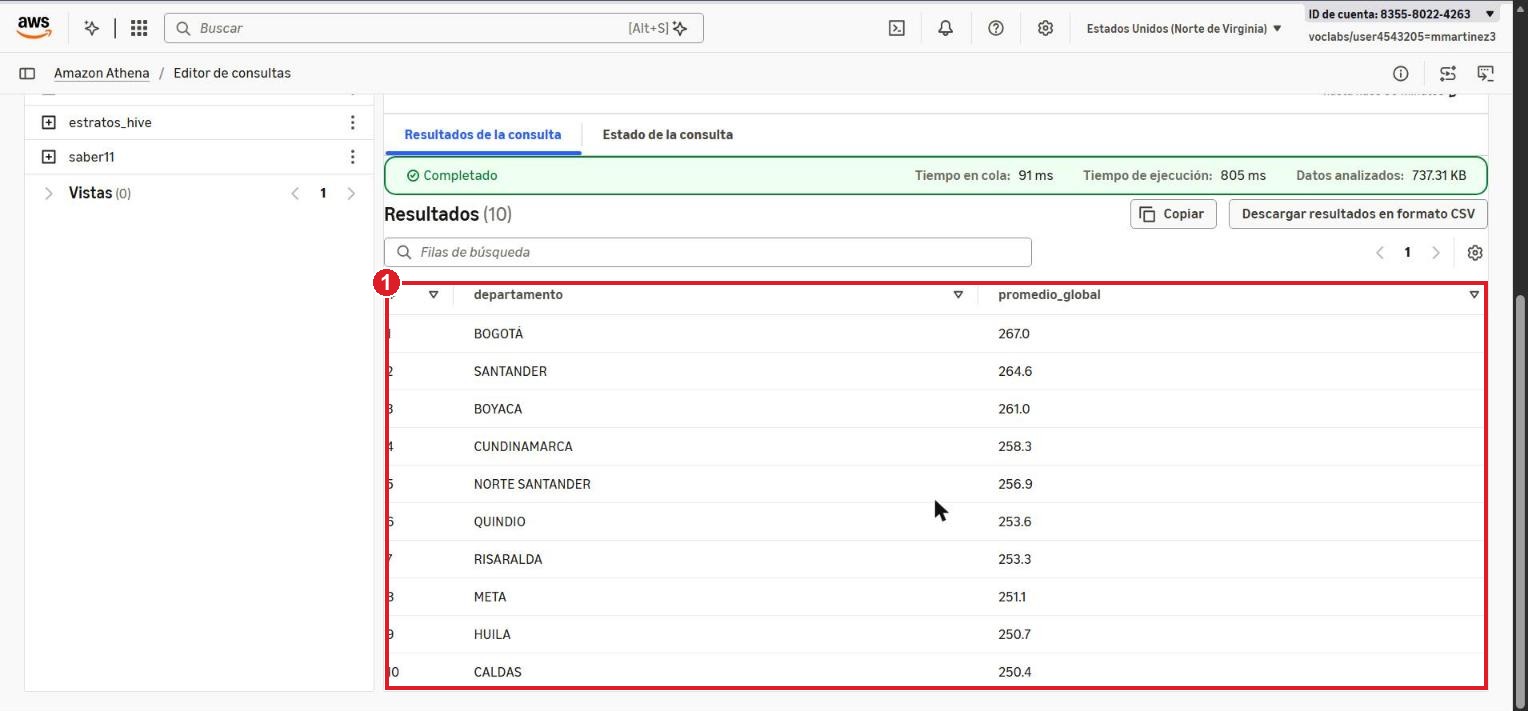 aws
Buscar [Alt+S]
Estados Unidos (Norte de Virginia) ▼
ID de cuenta: 8355-8022-4263 ▼
voclabs/user4543205=mmartinez3
Amazon Athena / Editor de consultas
estratos_hive
saber11
Vistas (0)
1
Resultados de la consulta
Estado de la consulta
Completado
Tiempo en cola: 91 ms
Tiempo de ejecución: 805 ms
Datos analizados: 737.31 KB
Resultados (10)
Copiar
Descargar resultados en formato CSV
Filas de búsqueda
1
1
departamento promedio_global
1 BOGOTÁ 267.0
2 SANTANDER 264.6
3 BOYACA 261.0
4 CUNDINAMARCA 258.3
5 NORTE SANTANDER 256.9
6 QUINDIO 253.6
7 RISARALDA 253.3
8 META 251.1
9 HUILA 250.7
10 CALDAS 250.4